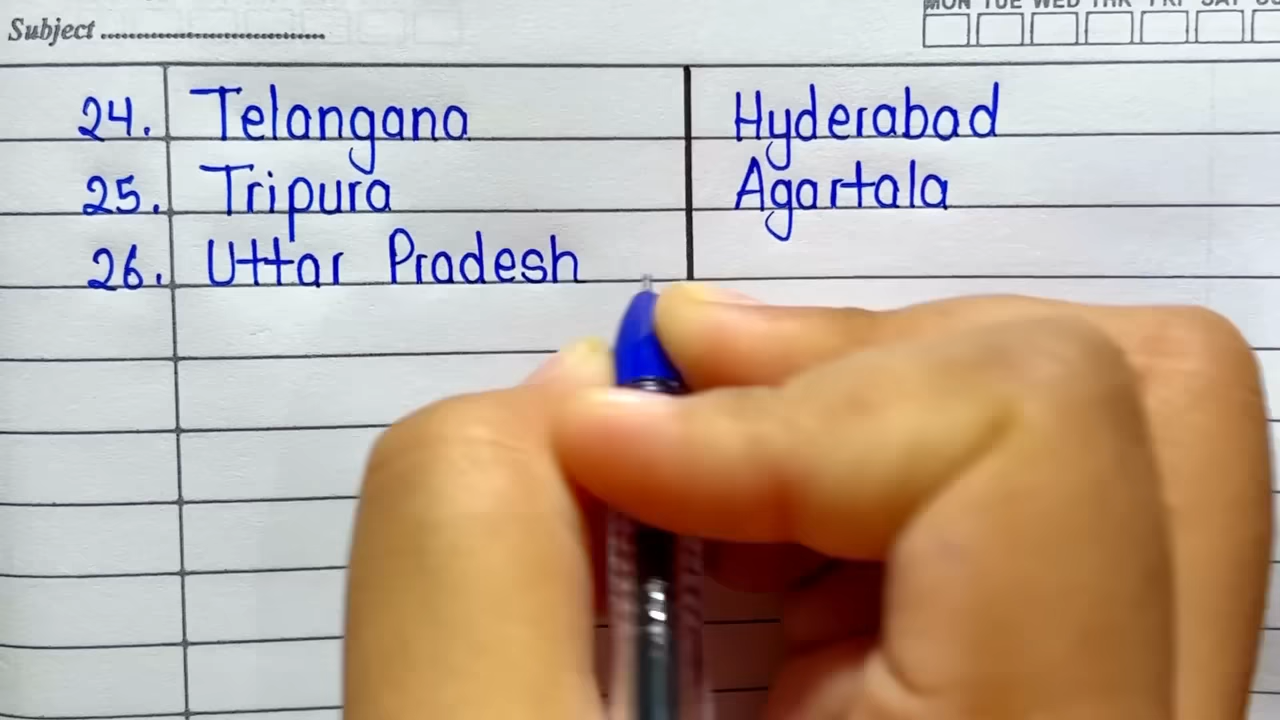 Subject ..............................
MON TUE WED THR FRI SAT
24. Telangana Hyderabad
25. Tripura Agartala
26. Uttar Pradesh